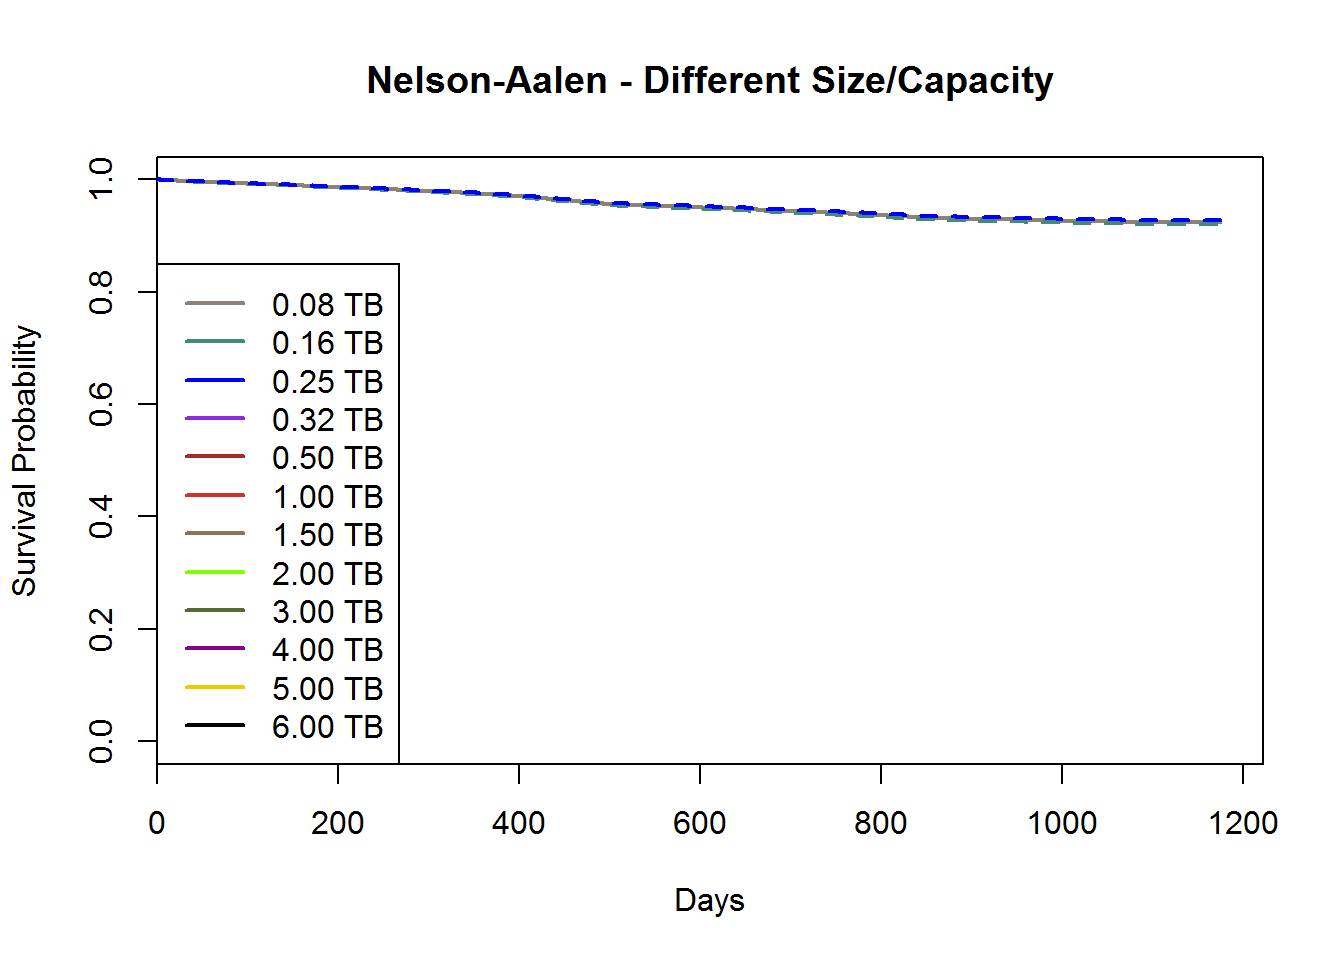 Nelson-Aalen - Different Size/Capacity
Survival Probability
1.0
0.8
0.6
0.4
0.2
0.0
0.08 TB
0.16 TB
0.25 TB
0.32 TB
0.50 TB
1.00 TB
1.50 TB
2.00 TB
3.00 TB
4.00 TB
5.00 TB
6.00 TB
0 200 400 600 800 1000 1200
Days